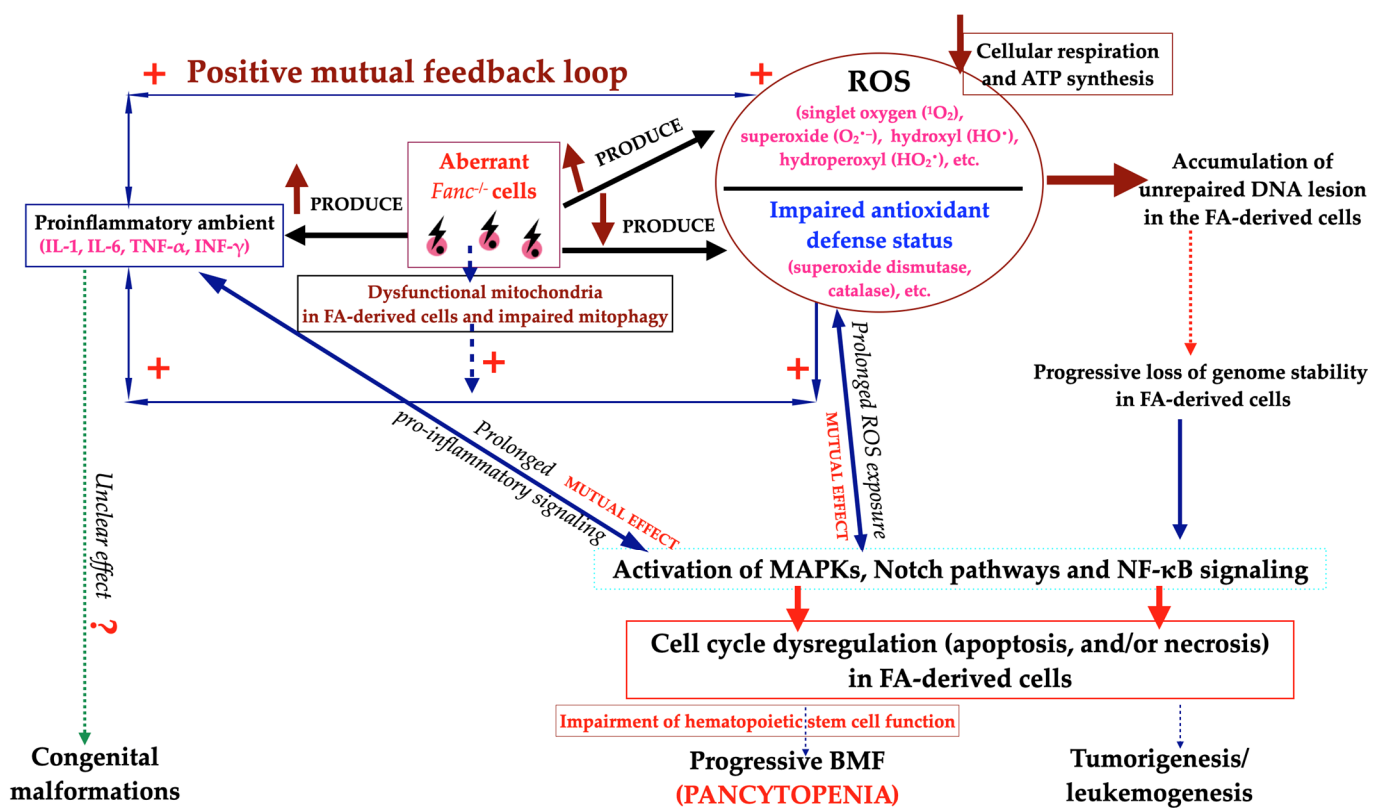 + Positive mutual feedback loop +
Cellular respiration
and ATP synthesis
ROS
(singlet oxygen (¹O₂),
superoxide (O₂•−), hydroxyl (HO•),
hydroperoxyl (HO₂•), etc.
Impaired antioxidant
defense status
(superoxide dismutase,
catalase), etc.
Aberrant
Fanc-/- cells
PRODUCE
PRODUCE
PRODUCE
Proinflammatory ambient
(IL-1, IL-6, TNF-α, INF-γ)
Dysfunctional mitochondria
in FA-derived cells and impaired mitophagy
+
+
+
Accumulation of
unrepaired DNA lesion
in the FA-derived cells
Progressive loss of genome stability
in FA-derived cells
Prolonged
pro-inflammatory signaling
MUTUAL EFFECT
Prolonged ROS exposure
MUTUAL EFFECT
Unclear effect
?
Activation of MAPKs, Notch pathways and NF-κB signaling
Cell cycle dysregulation (apoptosis, and/or necrosis)
in FA-derived cells
Impairment of hematopoietic stem cell function
Congenital
malformations
Progressive BMF
(PANCYTOPENIA)
Tumorigenesis/
leukemogenesis